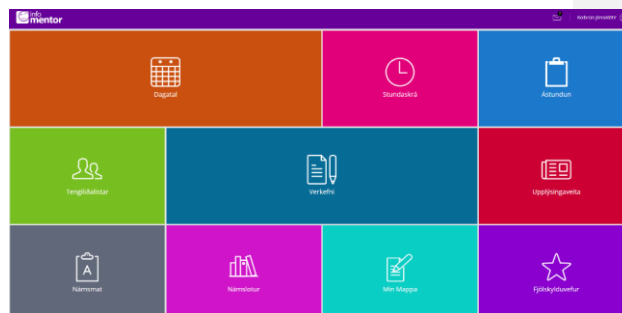 info
mentor
Dagatal
Stundaskrá
Ástundun
Tengiliðalistar
Verkefni
Upplýsingaveita
A
Námsmat
Námslotur
Mín Mappa
Fjölskylduvefur